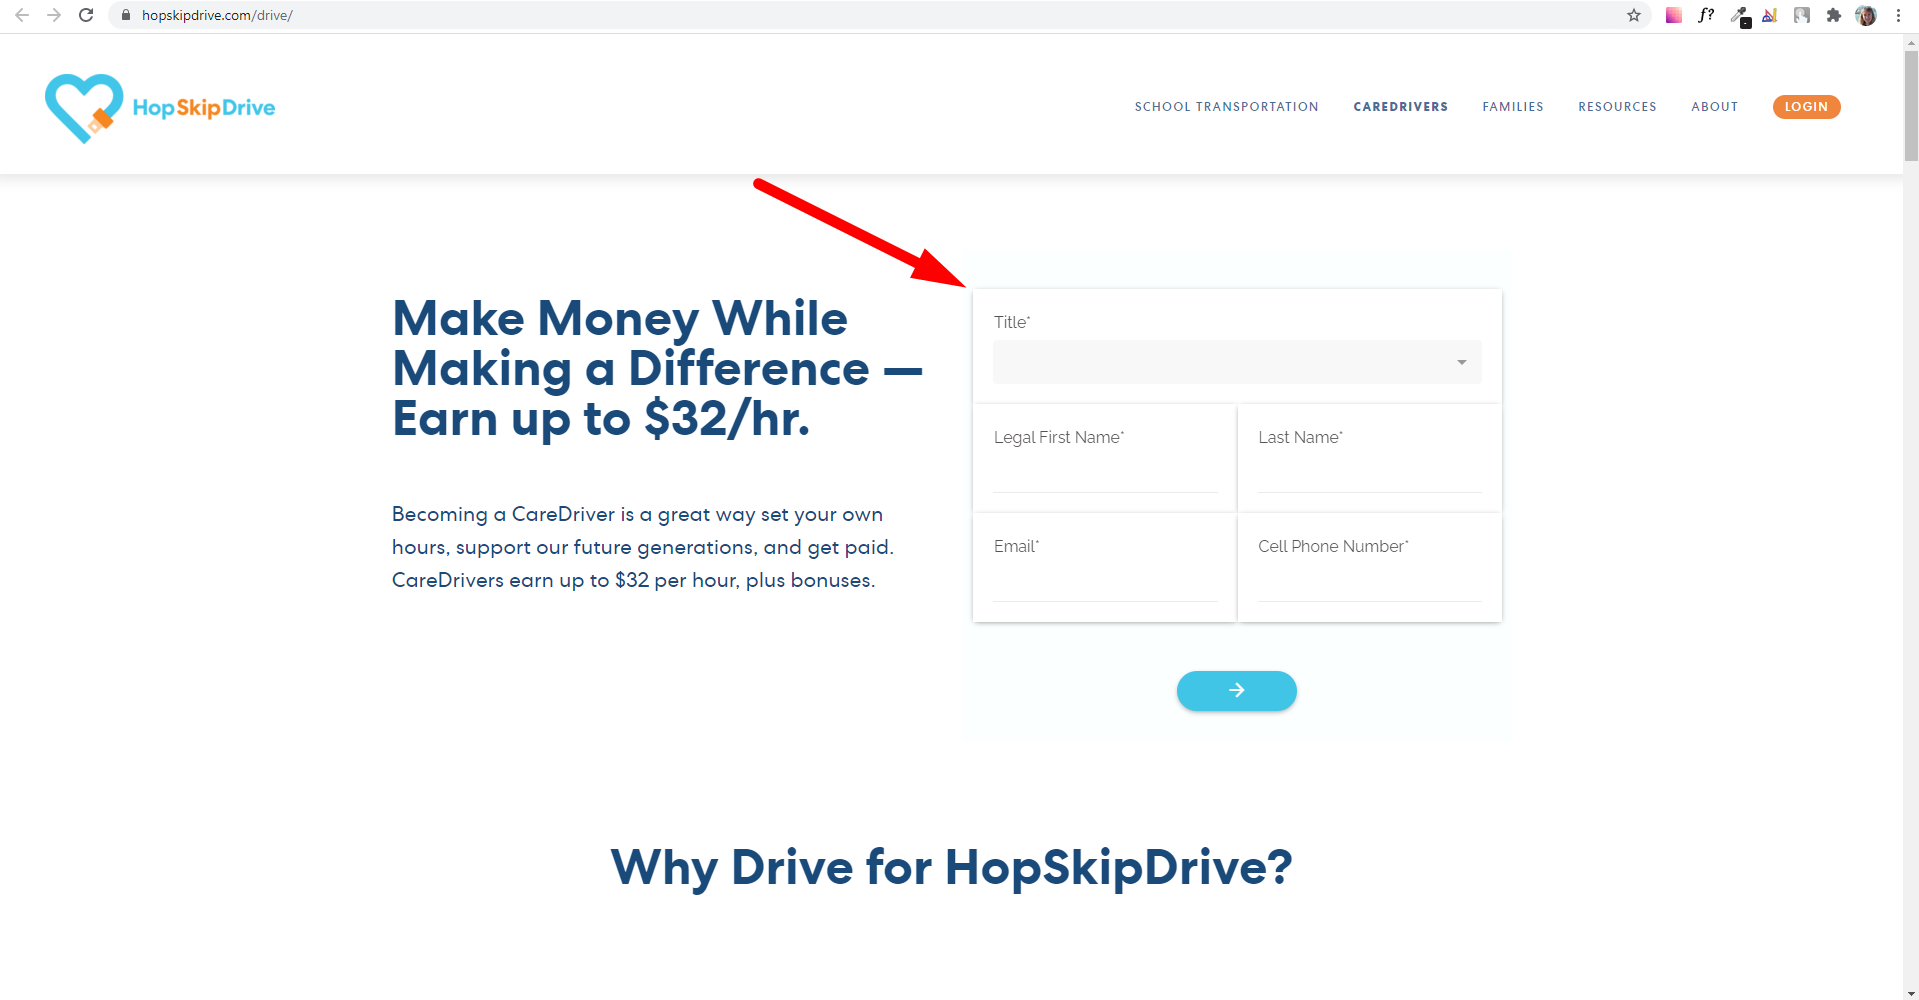 hopskipdrive.com/drive/
f?
HopSkipDrive
SCHOOL TRANSPORTATION
CAREDRIVERS
FAMILIES
RESOURCES
ABOUT
LOGIN
Make Money While
Making a Difference —
Earn up to $32/hr.
Becoming a CareDriver is a great way set your own
hours, support our future generations, and get paid.
CareDrivers earn up to $32 per hour, plus bonuses.
Title*
Legal First Name*
Last Name*
Email*
Cell Phone Number*
Why Drive for HopSkipDrive?